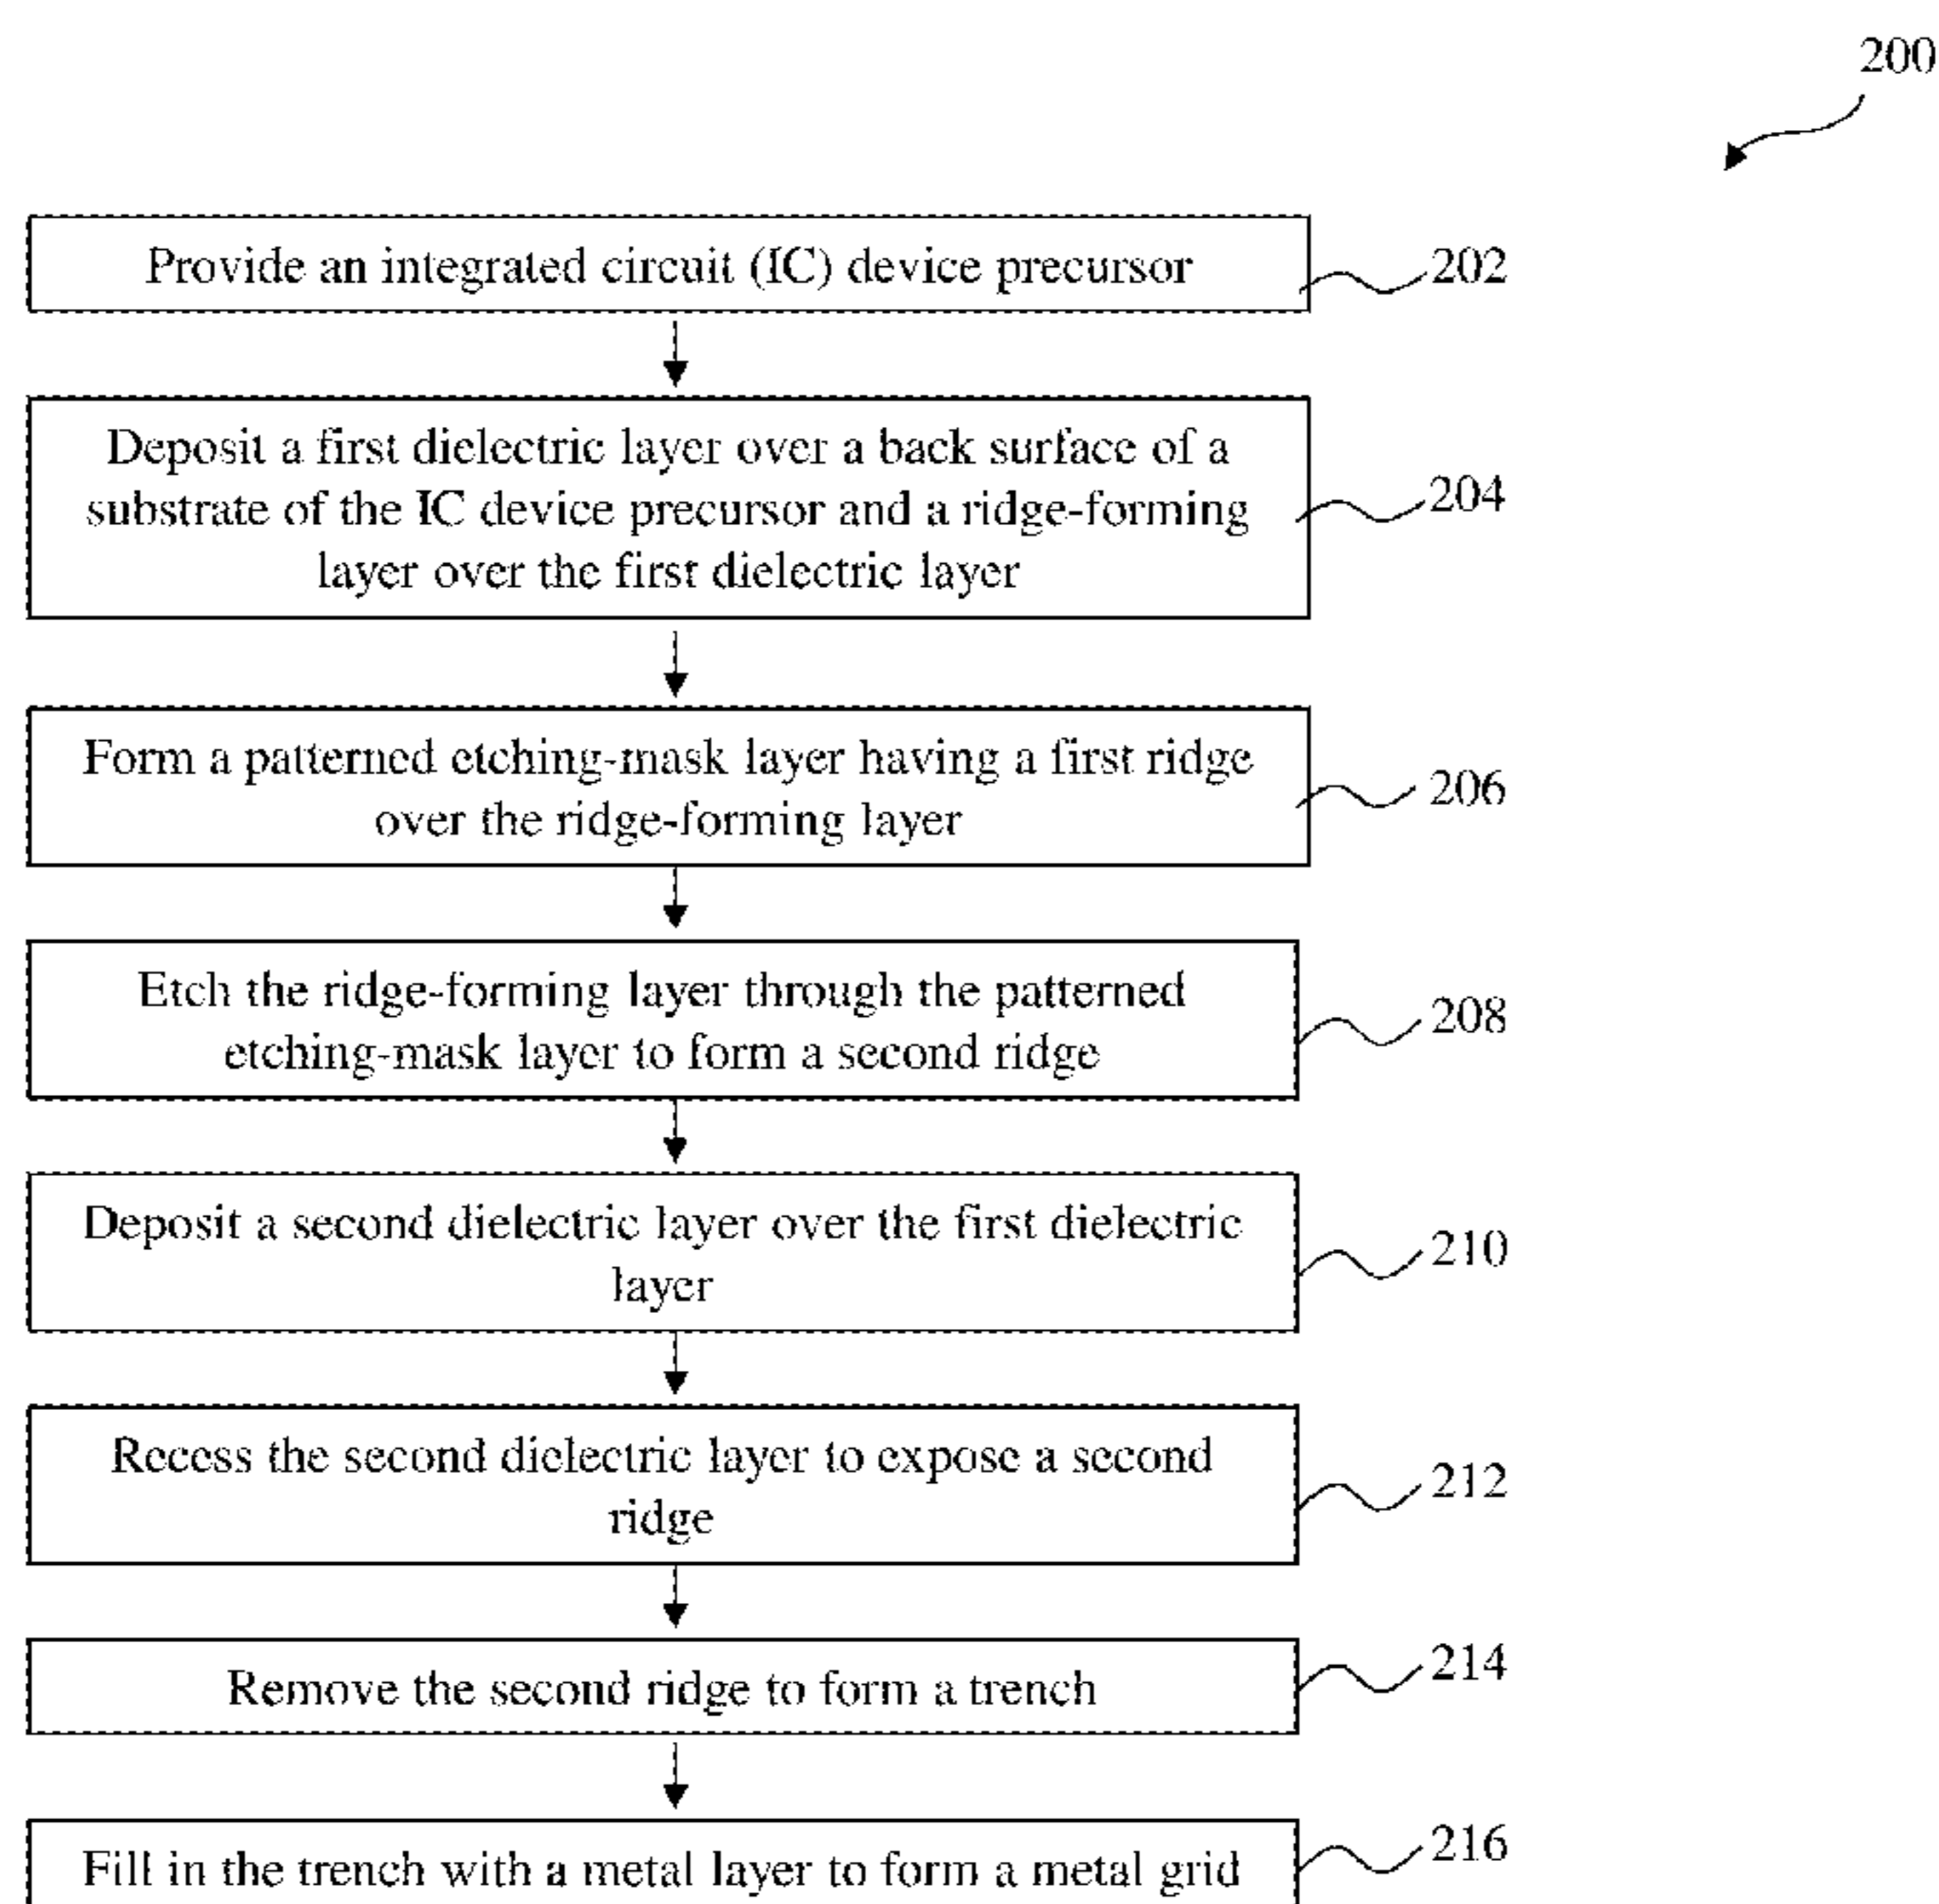 200
Provide an integrated circuit (IC) device precursor
202
Deposit a first dielectric layer over a back surface of a
substrate of the IC device precursor and a ridge-forming
layer over the first dielectric layer
204
Form a patterned etching-mask layer having a first ridge
over the ridge-forming layer
206
Etch the ridge-forming layer through the patterned
etching-mask layer to form a second ridge
208
Deposit a second dielectric layer over the first dielectric
layer
210
Recess the second dielectric layer to expose a second
ridge
212
Remove the second ridge to form a trench
214
Fill in the trench with a metal layer to form a metal grid
216